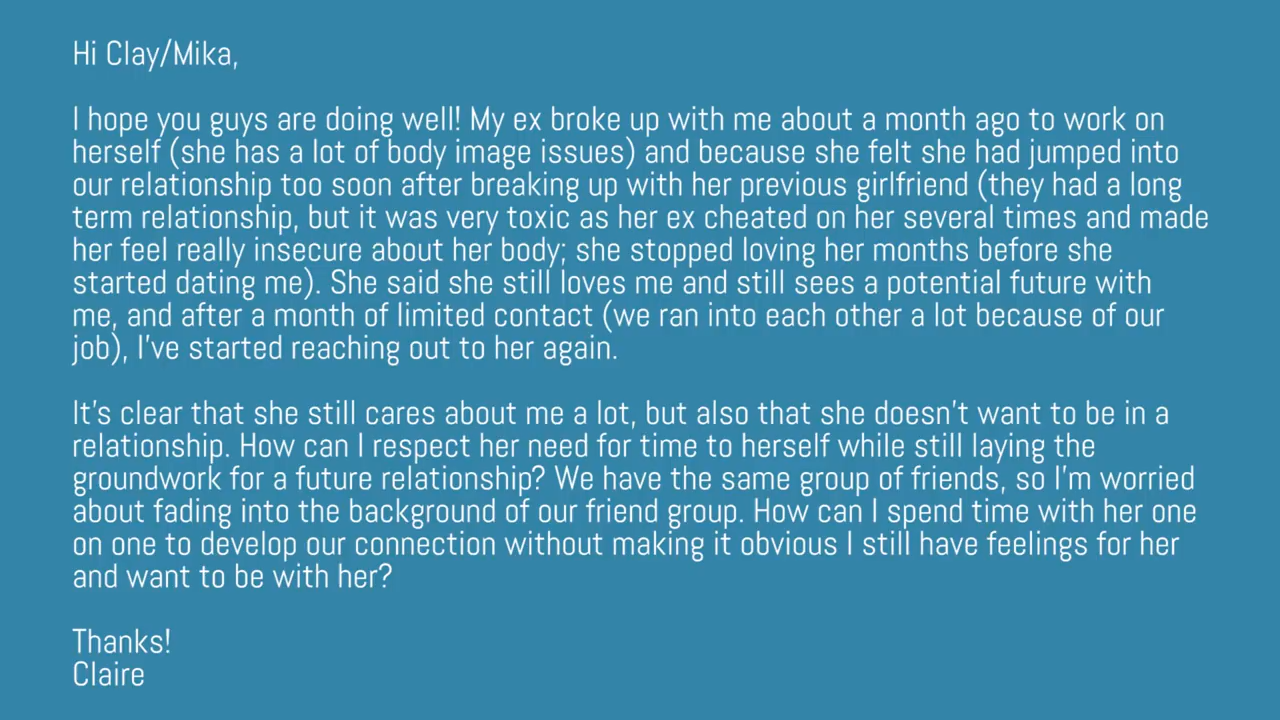 Hi Clay/Mika,
I hope you guys are doing well! My ex broke up with me about a month ago to work on
herself (she has a lot of body image issues) and because she felt she had jumped into
our relationship too soon after breaking up with her previous girlfriend (they had a long
term relationship, but it was very toxic as her ex cheated on her several times and made
her feel really insecure about her body; she stopped loving her months before she
started dating me). She said she still loves me and still sees a potential future with
me, and after a month of limited contact (we ran into each other a lot because of our
job), I've started reaching out to her again.
It's clear that she still cares about me a lot, but also that she doesn't want to be in a
relationship. How can I respect her need for time to herself while still laying the
groundwork for a future relationship? We have the same group of friends, so I'm worried
about fading into the background of our friend group. How can I spend time with her one
on one to develop our connection without making it obvious I still have feelings for her
and want to be with her?
Thanks!
Claire